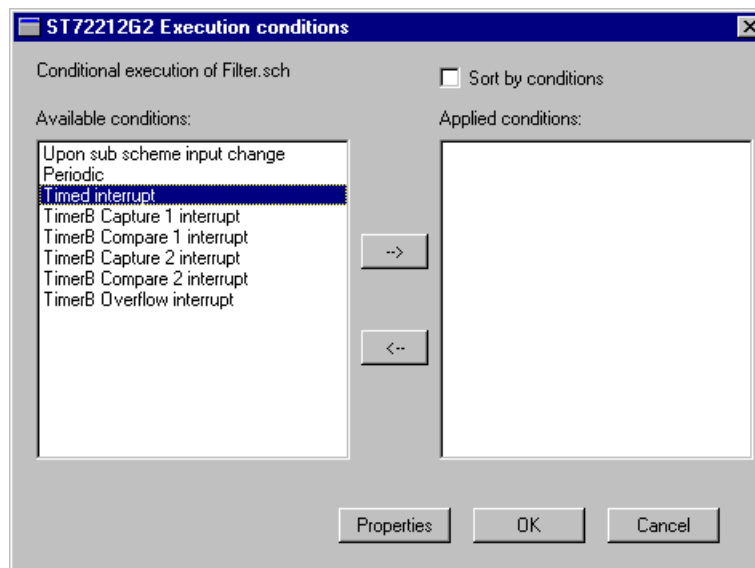 ST72212G2 Execution conditions
Conditional execution of Filter.sch
Sort by conditions
Available conditions:
Applied conditions:
Upon sub scheme input change
Periodic
Timed interrupt
TimerB Capture 1 interrupt
TimerB Compare 1 interrupt
TimerB Capture 2 interrupt
TimerB Compare 2 interrupt
TimerB Overflow interrupt
-->
<--
Properties
OK
Cancel